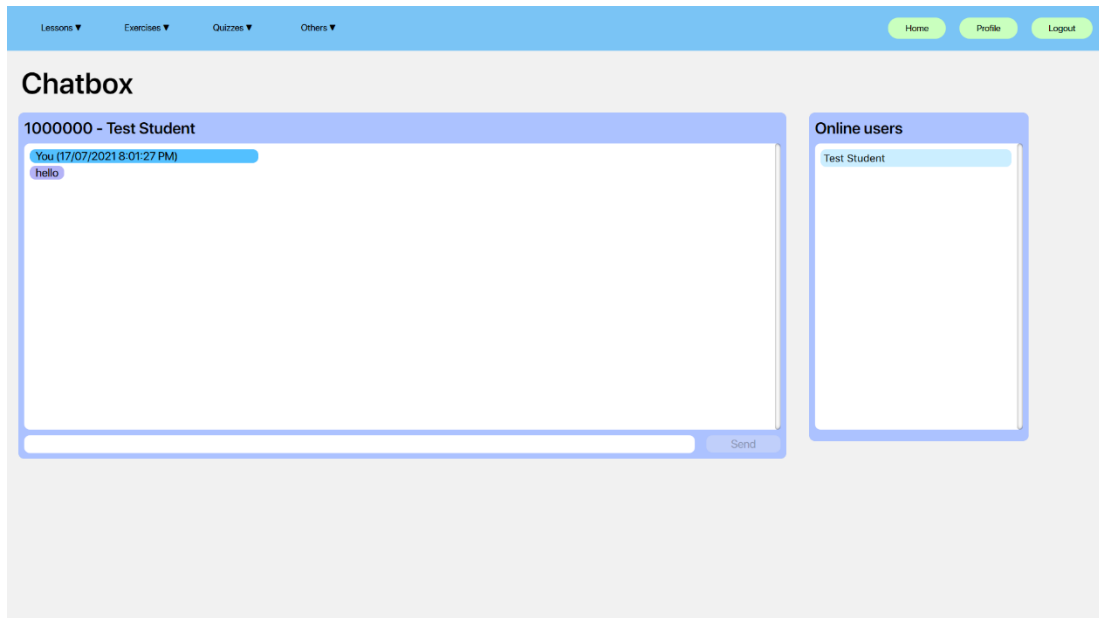 Lessons ▼ Exercises ▼ Quizzes ▼ Others ▼ Home Profile Logout
Chatbox
1000000 - Test Student
You (17/07/2021 8:01:27 PM)
hello
Send
Online users
Test Student